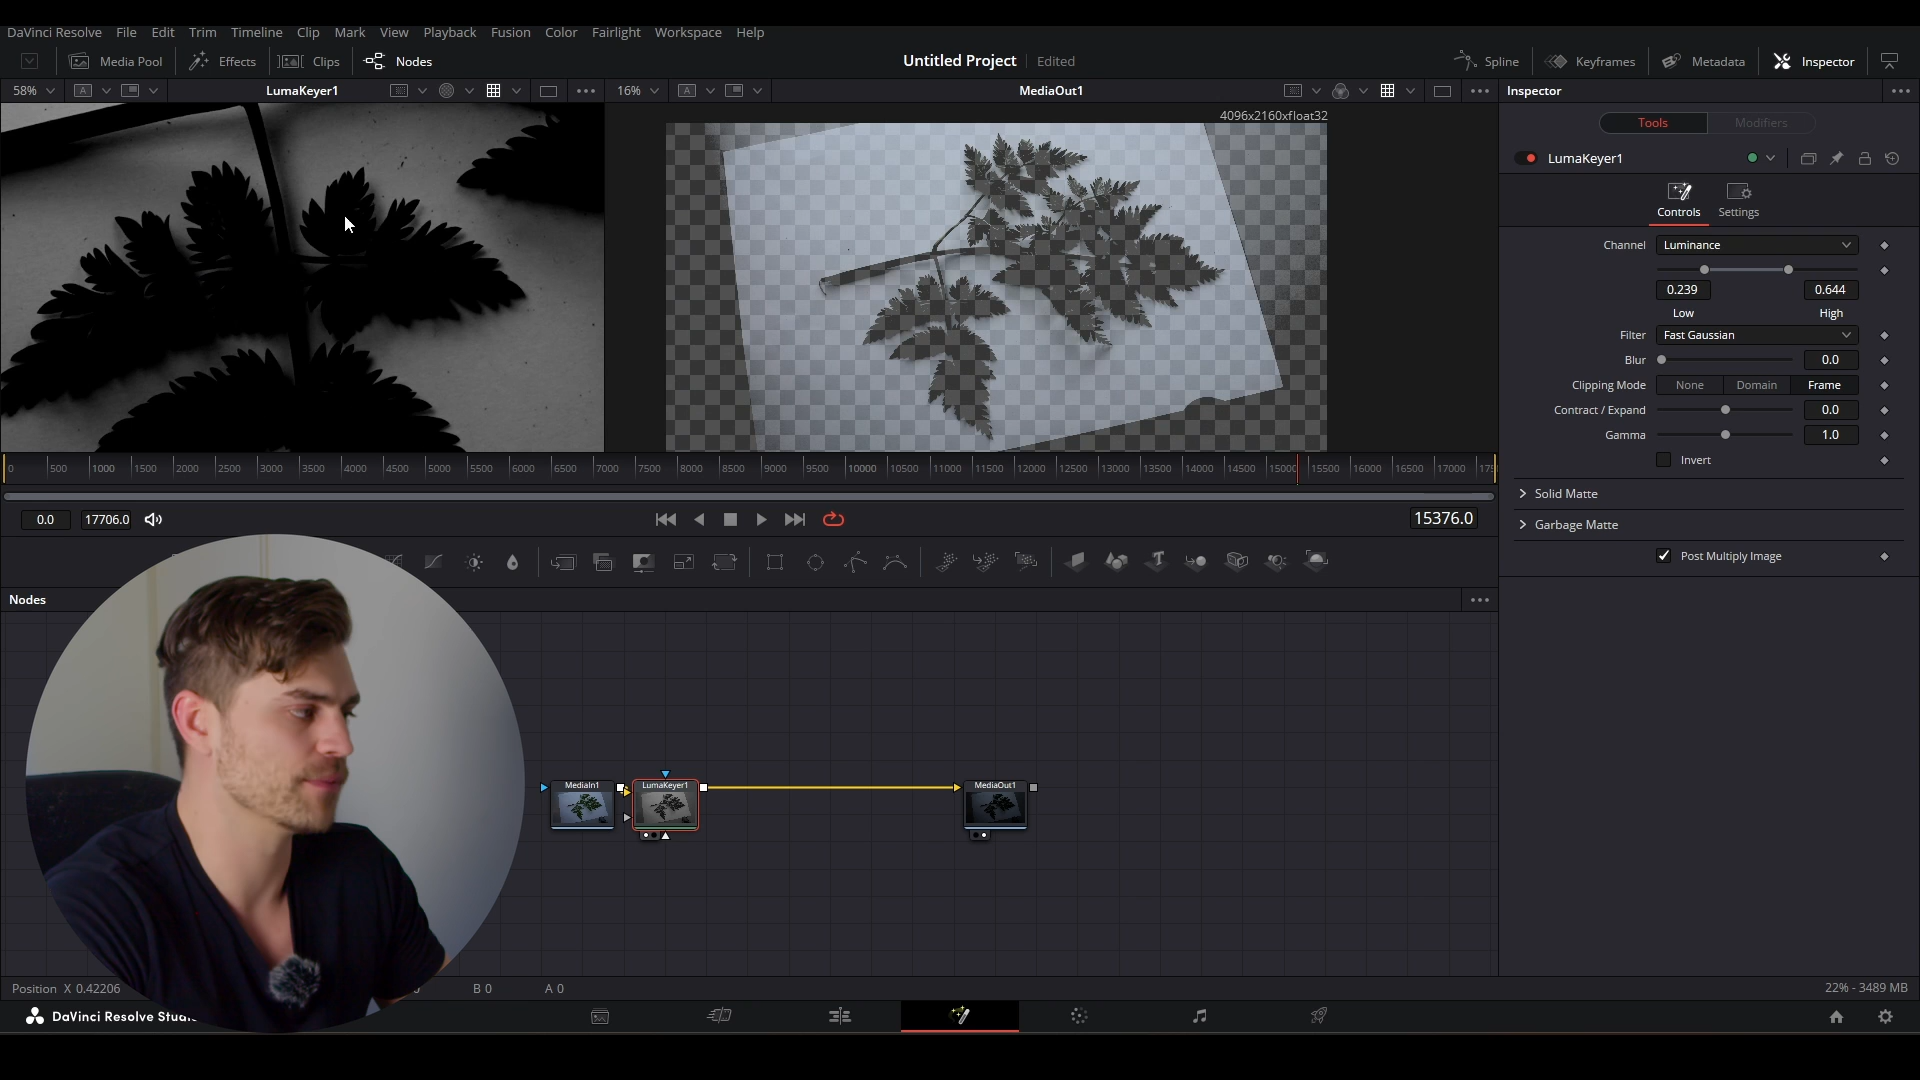 DaVinci Resolve File Edit Trim Timeline Clip Mark View Playback Fusion Color Fairlight Workspace Help
Media Pool Effects Clips Nodes Untitled Project Edited Spline Keyframes Metadata Inspector
58% A LumaKeyer1 16% A MediaOut1 Inspector
4096x2160xfloat32
Tools Modifiers
LumaKeyer1
Controls Settings
Channel Luminance
0.239 0.644
Low High
Filter Fast Gaussian
Blur 0.0
Clipping Mode None Domain Frame
Contract / Expand 0.0
Gamma 1.0
Invert
Solid Matte
Garbage Matte
Post Multiply Image
0 500 1000 1500 2000 2500 3000 3500 4000 4500 5000 5500 6000 6500 7000 7500 8000 8500 9000 9500 10000 10500 11000 11500 12000 12500 13000 13500 14000 14500 15000 15500 16000 16500 17000 175
0.0 17706.0 15376.0
Nodes
MediaIn1 LumaKeyer1 MediaOut1
Position X 0.42206 B 0 A 0 22% - 3489 MB
DaVinci Resolve Studi